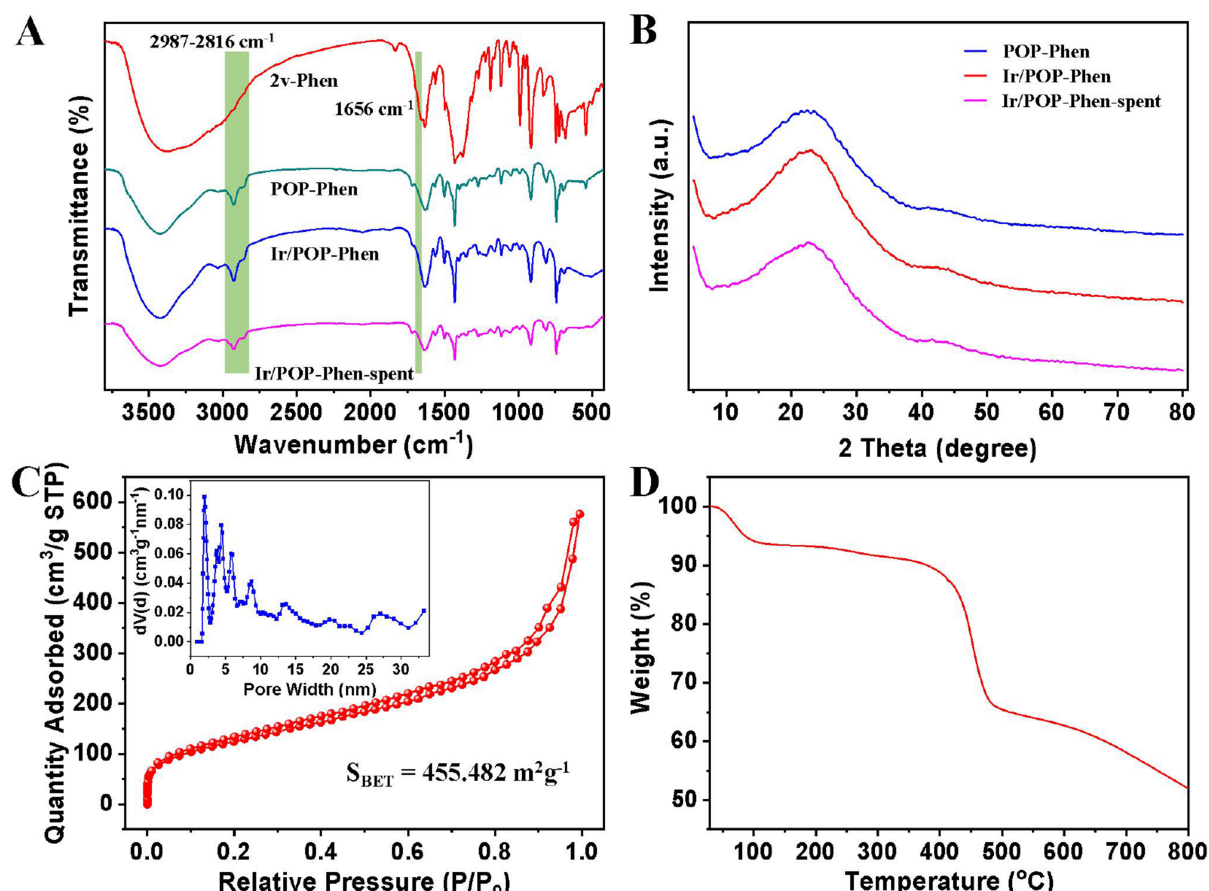 A
2987-2816 cm⁻¹
2v-Phen
1656 cm⁻¹
POP-Phen
Ir/POP-Phen
Ir/POP-Phen-spent
Transmittance (%)
3500 3000 2500 2000 1500 1000 500
Wavenumber (cm⁻¹)
B
POP-Phen
Ir/POP-Phen
Ir/POP-Phen-spent
Intensity (a.u.)
10 20 30 40 50 60 70 80
2 Theta (degree)
C
Quantity Adsorbed (cm³/g STP)
600
500
400
300
200
100
0
dV(d) (cm³g⁻¹nm⁻¹)
0.10
0.08
0.06
0.04
0.02
0.00
0 5 10 15 20 25 30
Pore Width (nm)
S_BET = 455.482 m²g⁻¹
0.0 0.2 0.4 0.6 0.8 1.0
Relative Pressure (P/P₀)
D
Weight (%)
100
90
80
70
60
50
100 200 300 400 500 600 700 800
Temperature (°C)